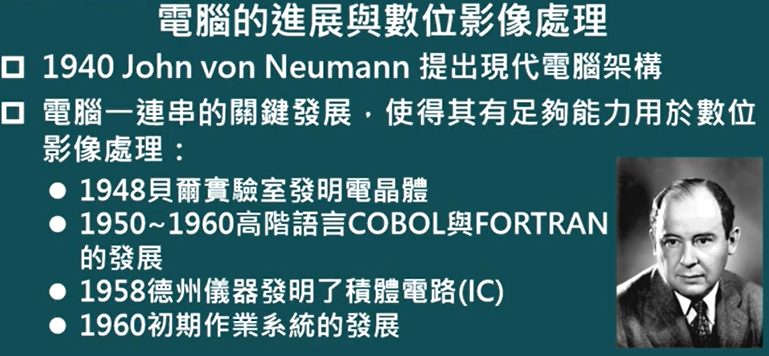 電腦的進展與數位影像處理
1940 John von Neumann 提出現代電腦架構
電腦一連串的關鍵發展，使得其有足夠能力用於數位
影像處理：
1948貝爾實驗室發明電晶體
1950~1960高階語言COBOL與FORTRAN
的發展
1958德州儀器發明了積體電路(IC)
1960初期作業系統的發展